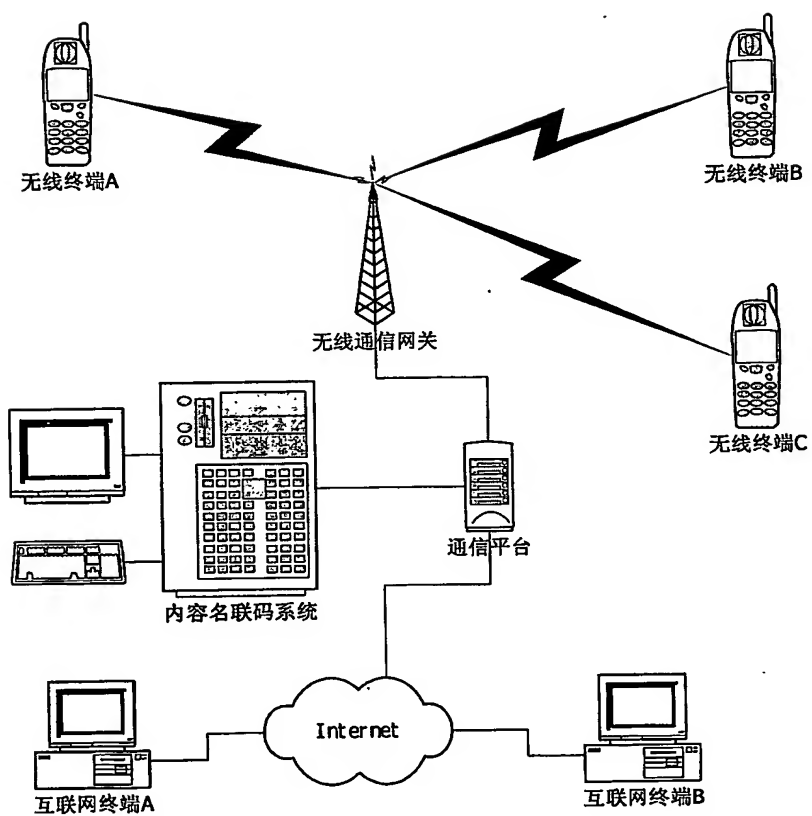 无线终端A
无线终端B
无线通信网关
无线终端C
通信平台
内容名联码系统
Internet
互联网终端A
互联网终端B